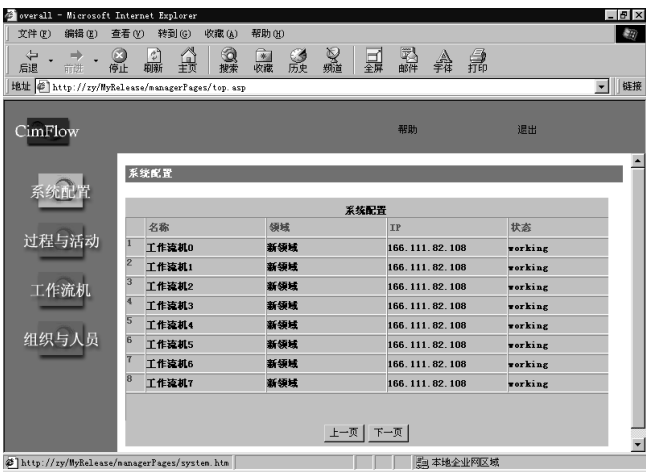 overall - Microsoft Internet Explorer
文件(F) 编辑(E) 查看(V) 转到(G) 收藏(A) 帮助(H)
后退 前进 停止 刷新 主页 搜索 收藏 历史 频道 全屏 邮件 字体 打印
地址 http://zy/MyRelease/managerPages/top.asp 链接
CimFlow 帮助 退出
系统配置
过程与活动
工作流机
组织与人员
系统配置
系统配置
名称 领域 IP 状态
1 工作流机0 新领域 166.111.82.108 working
2 工作流机1 新领域 166.111.82.108 working
3 工作流机2 新领域 166.111.82.108 working
4 工作流机3 新领域 166.111.82.108 working
5 工作流机4 新领域 166.111.82.108 working
6 工作流机5 新领域 166.111.82.108 working
7 工作流机6 新领域 166.111.82.108 working
8 工作流机7 新领域 166.111.82.108 working
上一页 下一页
http://zy/MyRelease/managerPages/system.htm 本地企业网区域